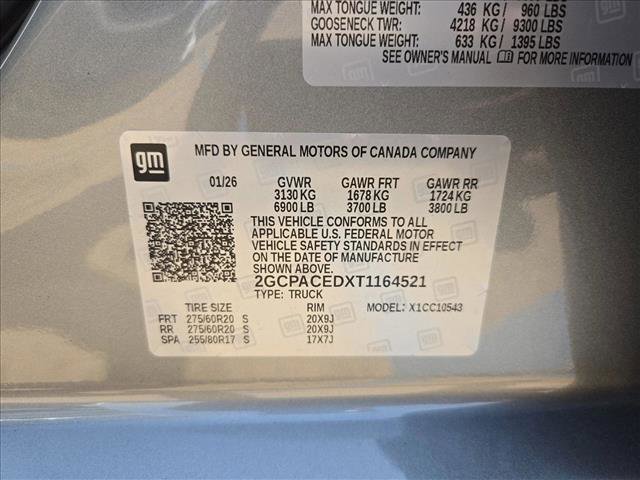 MAX TONGUE WEIGHT: 436 KG / 960 LBS
GOOSENECK TWR: 4218 KG / 9300 LBS
MAX TONGUE WEIGHT: 633 KG / 1395 LBS
SEE OWNER'S MANUAL FOR MORE INFORMATION
gm
MFD BY GENERAL MOTORS OF CANADA COMPANY
01/26 GVWR GAWR FRT GAWR RR
3130 KG 1678 KG 1724 KG
6900 LB 3700 LB 3800 LB
THIS VEHICLE CONFORMS TO ALL
APPLICABLE U.S. FEDERAL MOTOR
VEHICLE SAFETY STANDARDS IN EFFECT
ON THE DATE OF MANUFACTURE
SHOWN ABOVE.
2GCPACEDXT1164521
TYPE: TRUCK
TIRE SIZE RIM MODEL: X1CC10543
FRT 275/60R20 S 20X9J
RR 275/60R20 S 20X9J
SPA 255/80R17 S 17X7J